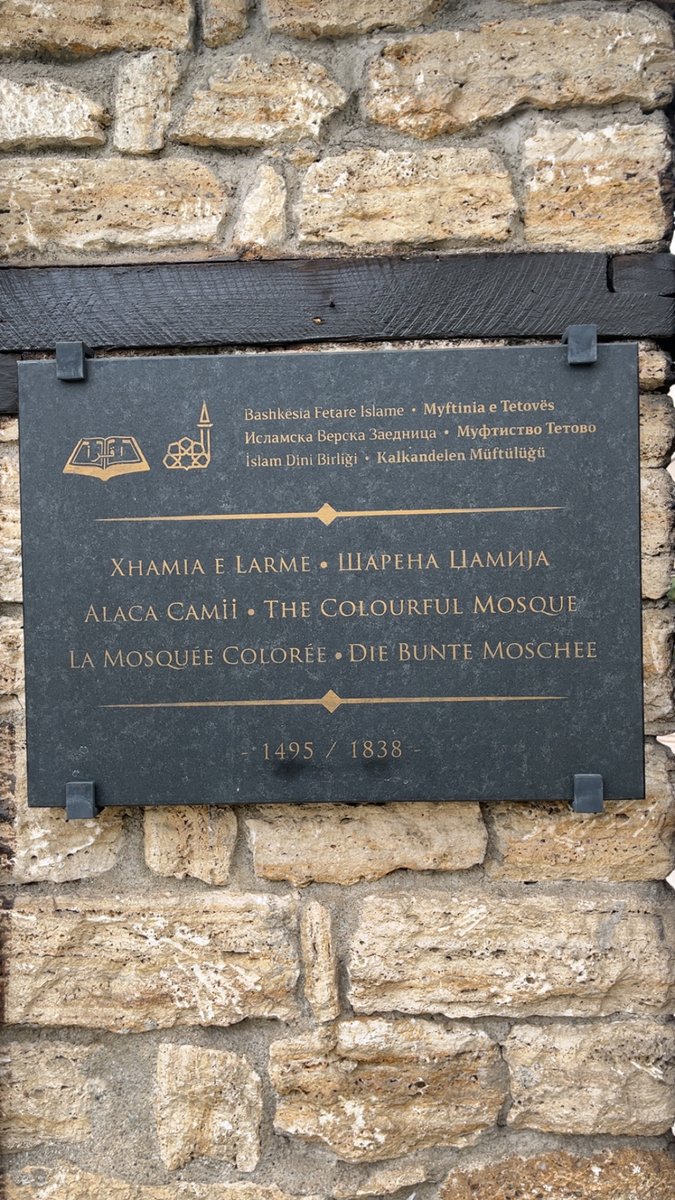 Bashkësia Fetare Islame • Myftinia e Tetovës
Исламска Верска Заедница • Муфтиство Тетово
İslam Dini Birliği • Kalkandelen Müftülüğü
XHAMIA E LARME • ШАРЕНА ЏАМИЈА
ALACA CAMİİ • THE COLOURFUL MOSQUE
LA MOSQUÉE COLORÉE • DIE BUNTE MOSCHEE
- 1495 / 1838 -